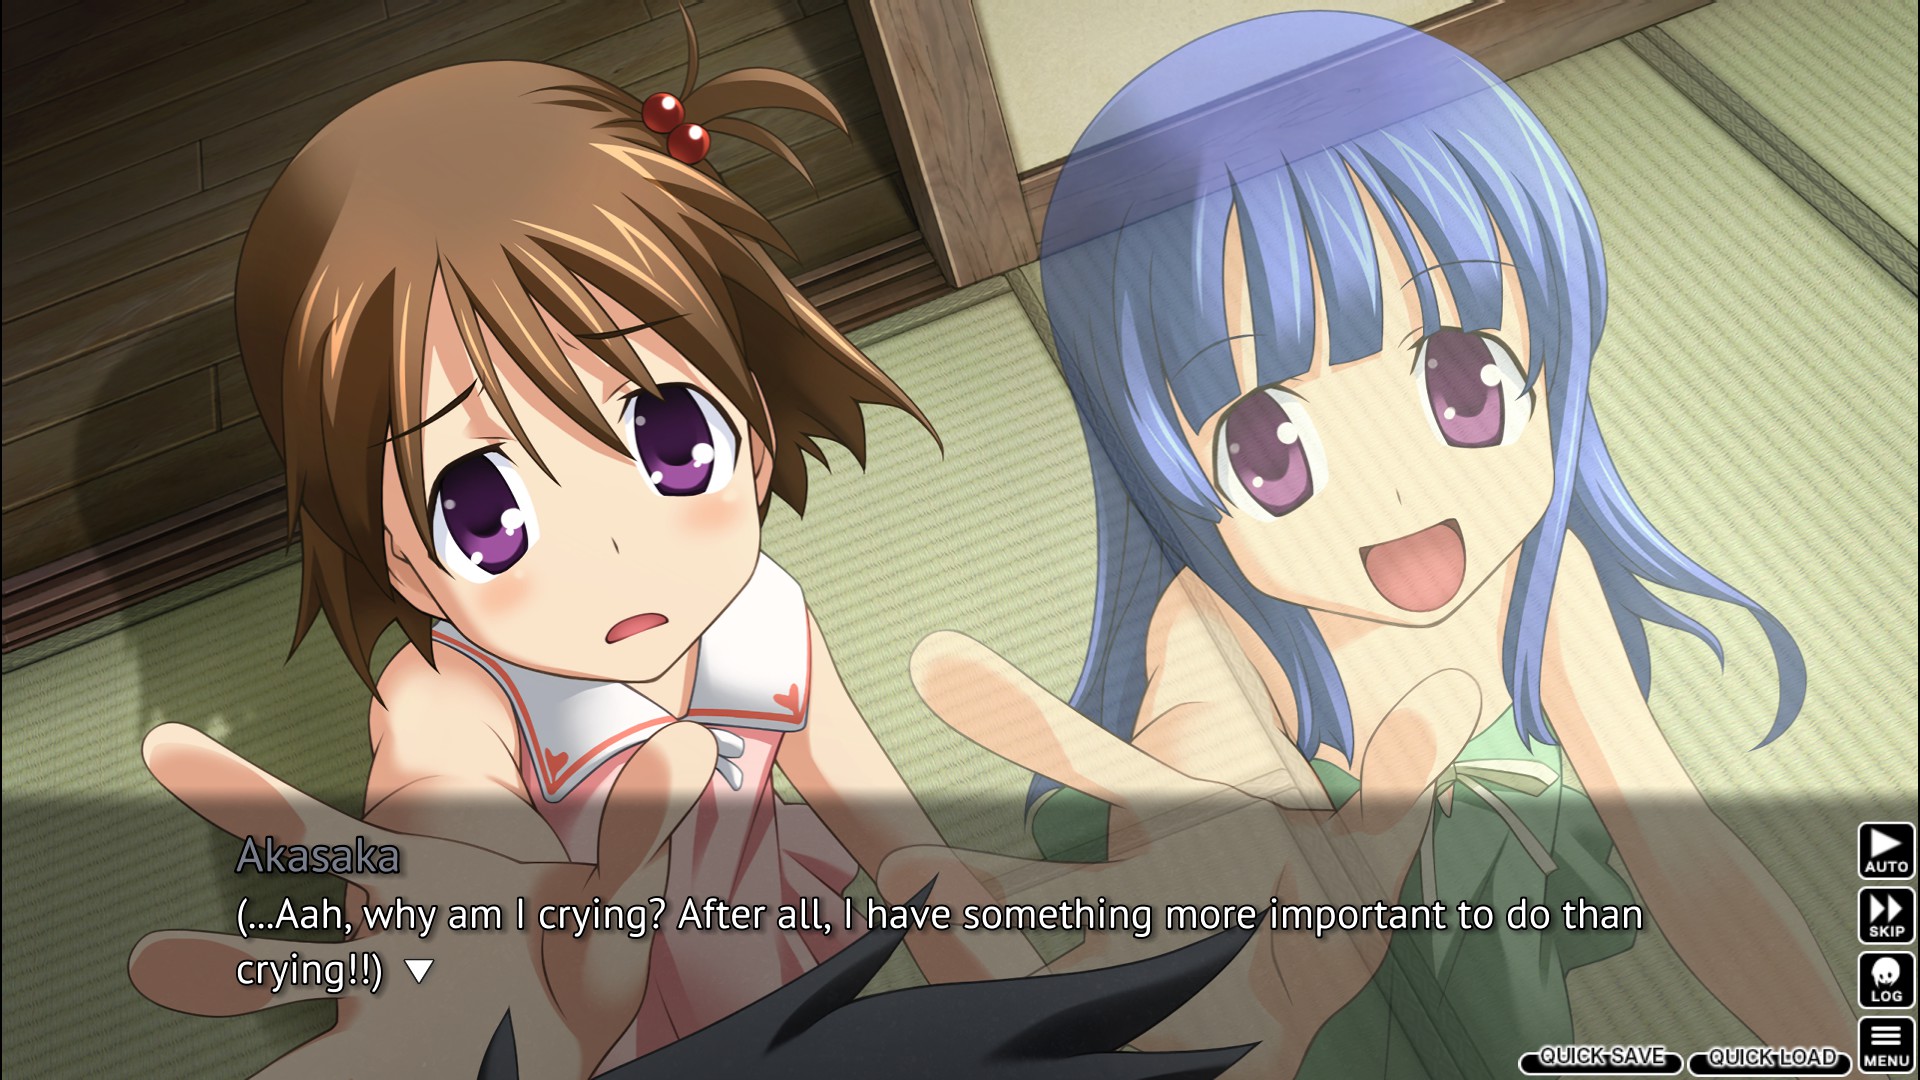 Akasaka
(...Aah, why am I crying? After all, I have something more important to do than
crying!!)
AUTO
SKIP
LOG
MENU
QUICK SAVE
QUICK LOAD